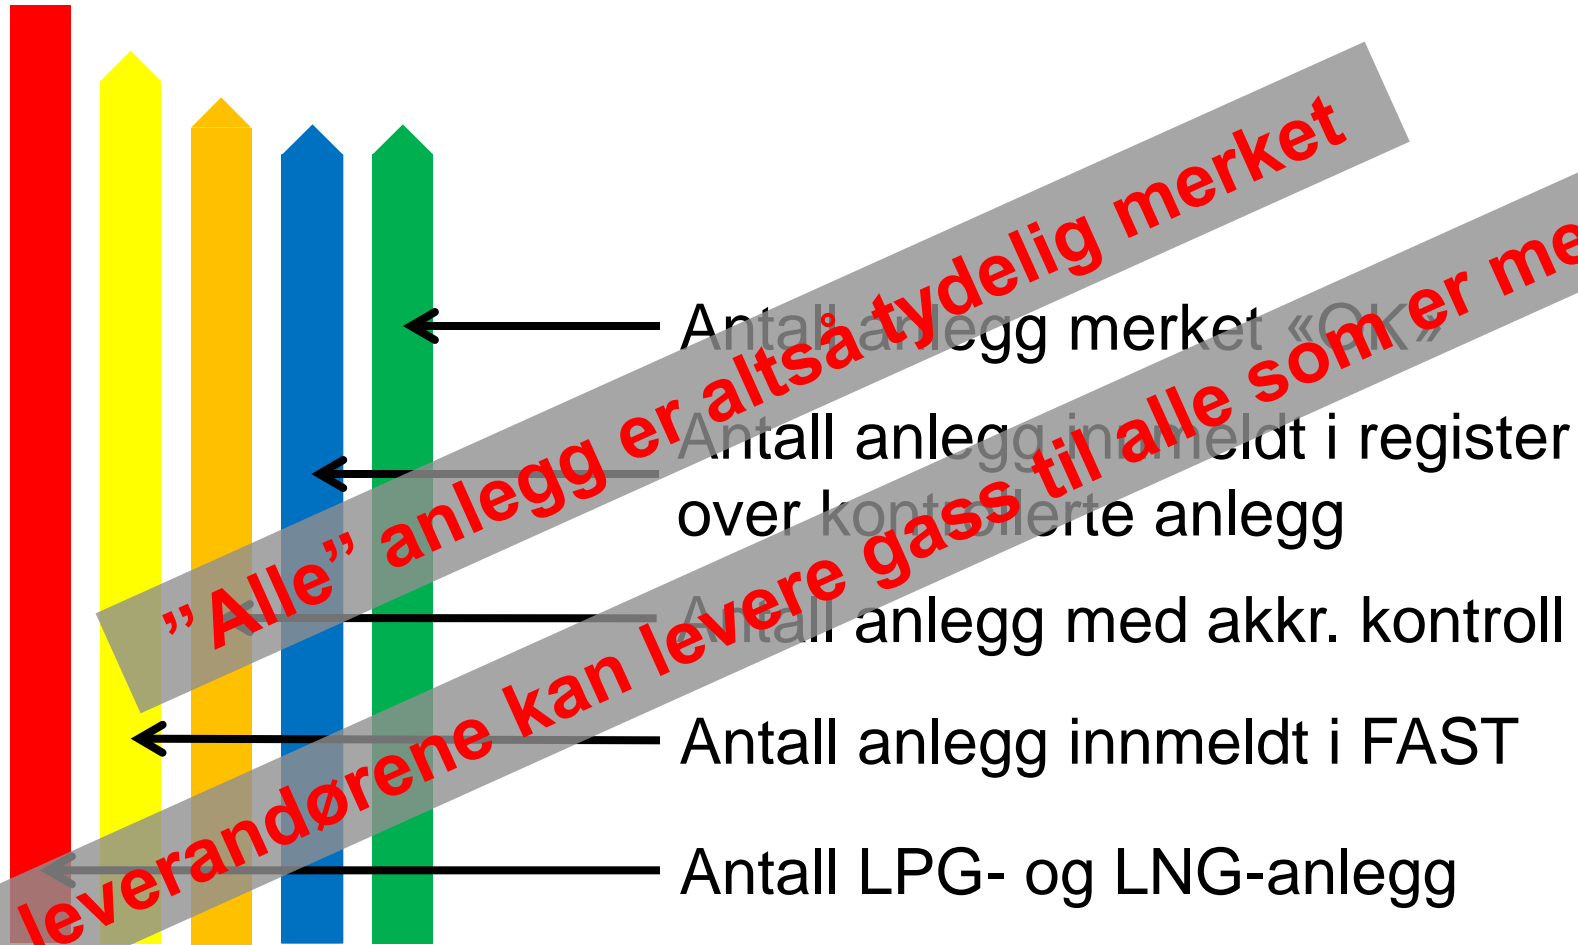 ”Alle” anlegg er altså tydelig merket
leverandørene kan levere gass til alle som er
Antall anlegg merket «OK»
Antall anlegg innmeldt i register
over kontrollerte anlegg
Antall anlegg med akkr. kontroll
Antall anlegg innmeldt i FAST
Antall LPG- og LNG-anlegg